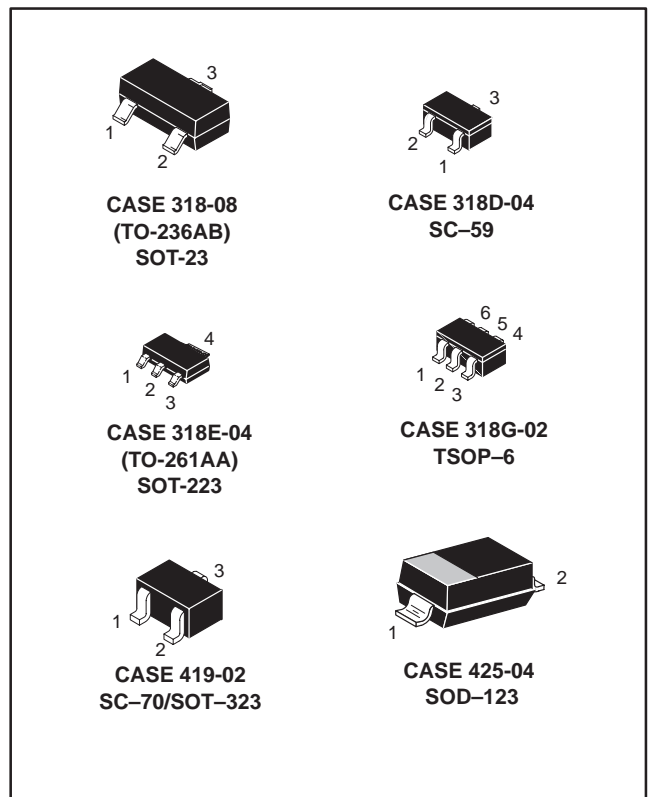 3
1
2
CASE 318-08
(TO-236AB)
SOT-23
3
2
1
CASE 318D-04
SC–59
4
1
2
3
CASE 318E-04
(TO-261AA)
SOT-223
6
5
4
1
2
3
CASE 318G-02
TSOP–6
3
1
2
CASE 419-02
SC–70/SOT–323
2
1
CASE 425-04
SOD–123